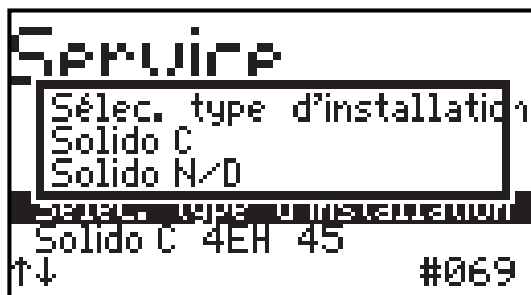 Service
Sélec. type d'installation
Solido C
Solido N/D
Sélec. type d'installation
Solido C 4EH 45
↑↓ #069